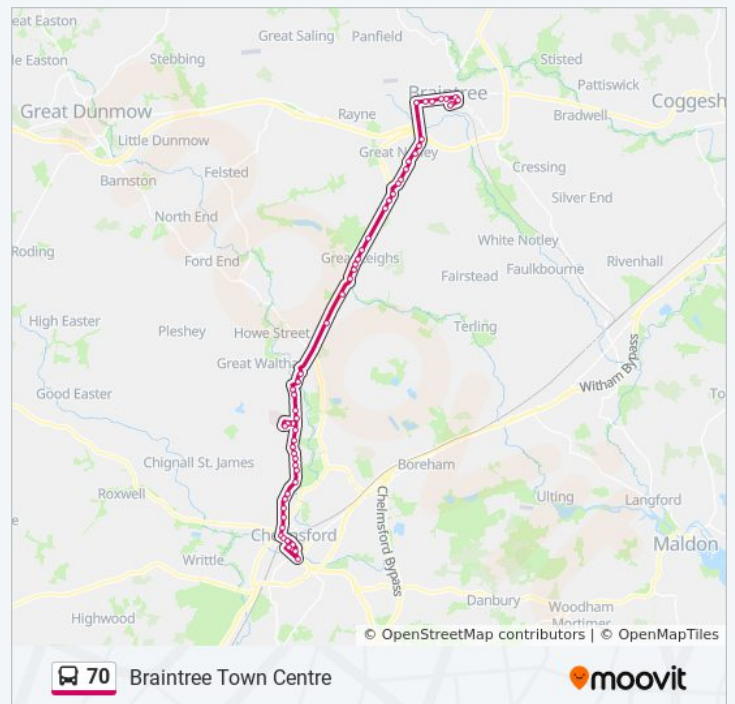 eat Easton
Great Saling
Panfield
Stebbing
Stisted
le Easton
Pattiswick
Braintree
Coggesh
Great Dunmow
Rayne
Bradwell
Little Dunmow
Great Notley
Felsted
Cressing
Barnston
Silver End
North End
White Notley
Roding
Ford End
Great Leighs
Rivenhall
Faulkbourne
Fairstead
High Easter
Pleshey
Howe Street
Terling
Great Waltha
Witham Bypass
Good Easter
To
Chignall St. James
Boreham
Roxwell
Ulting
Langford
Chelmsford Bypass
e
Chelmsford
Maldon
Writtle
Danbury
Woodham
Mortimer
Highwood
© OpenStreetMap contributors | © OpenMapTiles
70 Braintree Town Centre
moovit